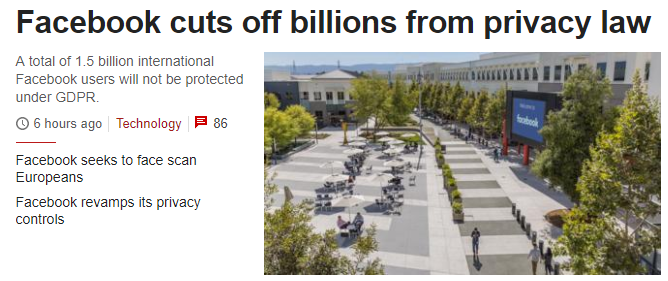 Facebook cuts off billions from privacy law
A total of 1.5 billion international
Facebook users will not be protected
under GDPR.
6 hours ago | Technology | 86
Facebook seeks to face scan
Europeans
Facebook revamps its privacy
controls
facebook